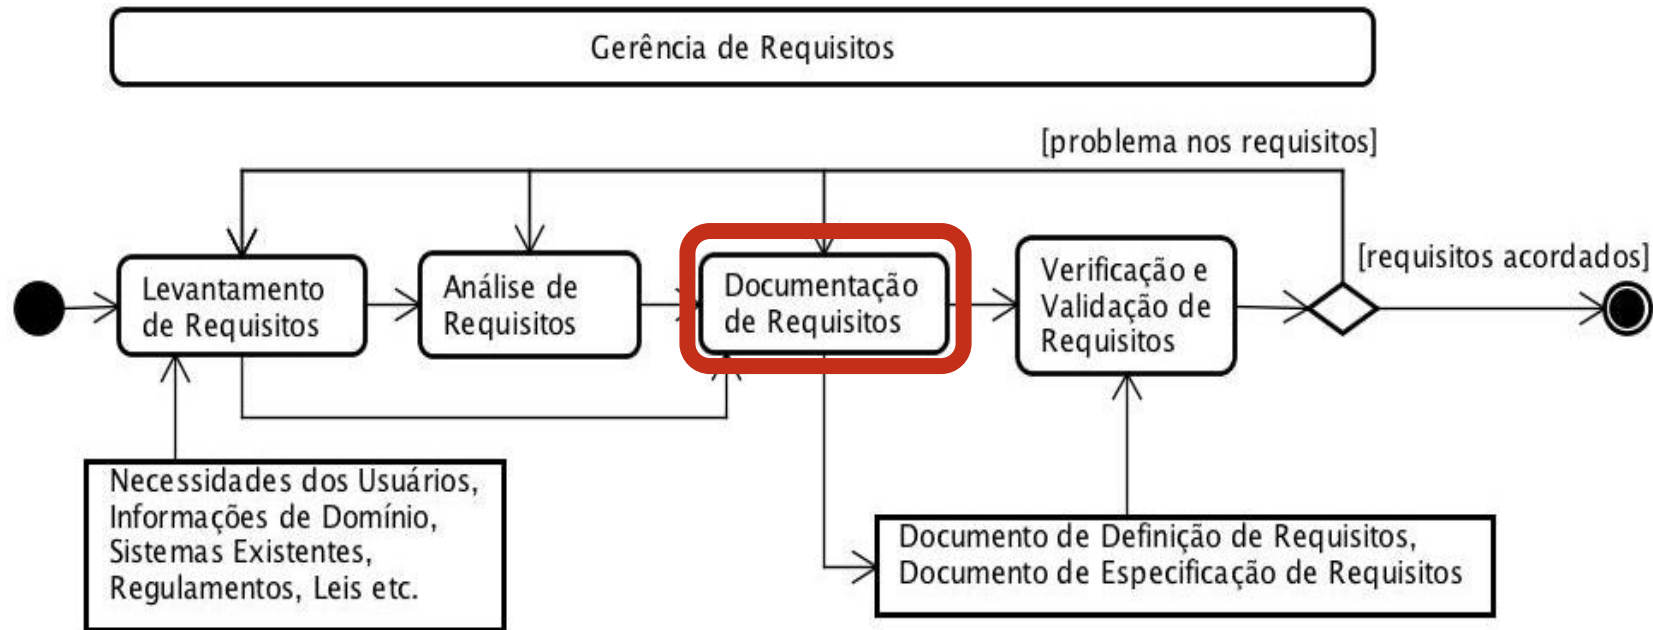 Gerência de Requisitos
[problema nos requisitos]
[requisitos acordados]
Levantamento
de Requisitos
Análise de
Requisitos
Documentação
de Requisitos
Verificação e
Validação de
Requisitos
Necessidades dos Usuários,
Informações de Domínio,
Sistemas Existentes,
Regulamentos, Leis etc.
Documento de Definição de Requisitos,
Documento de Especificação de Requisitos